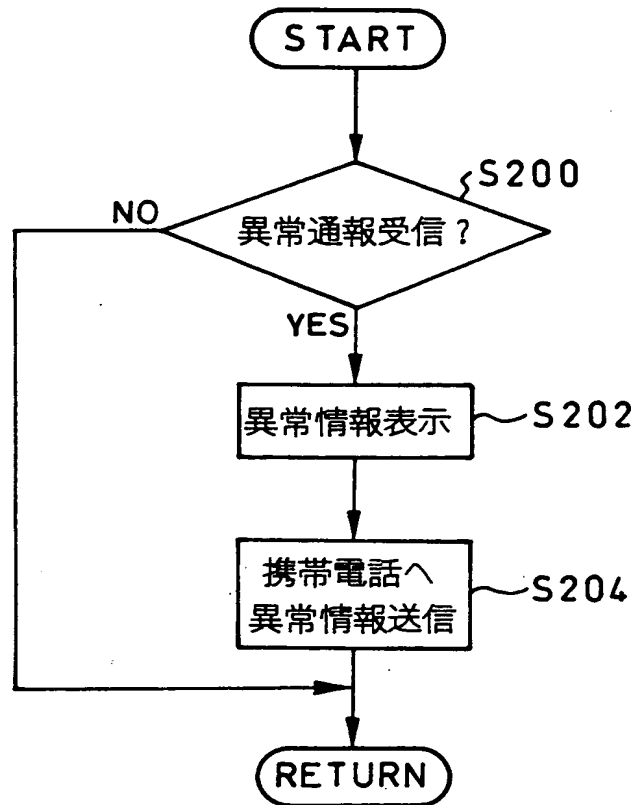 START
S200
NO
異常通報受信?
YES
異常情報表示
S202
携帯電話へ
異常情報送信
S204
RETURN